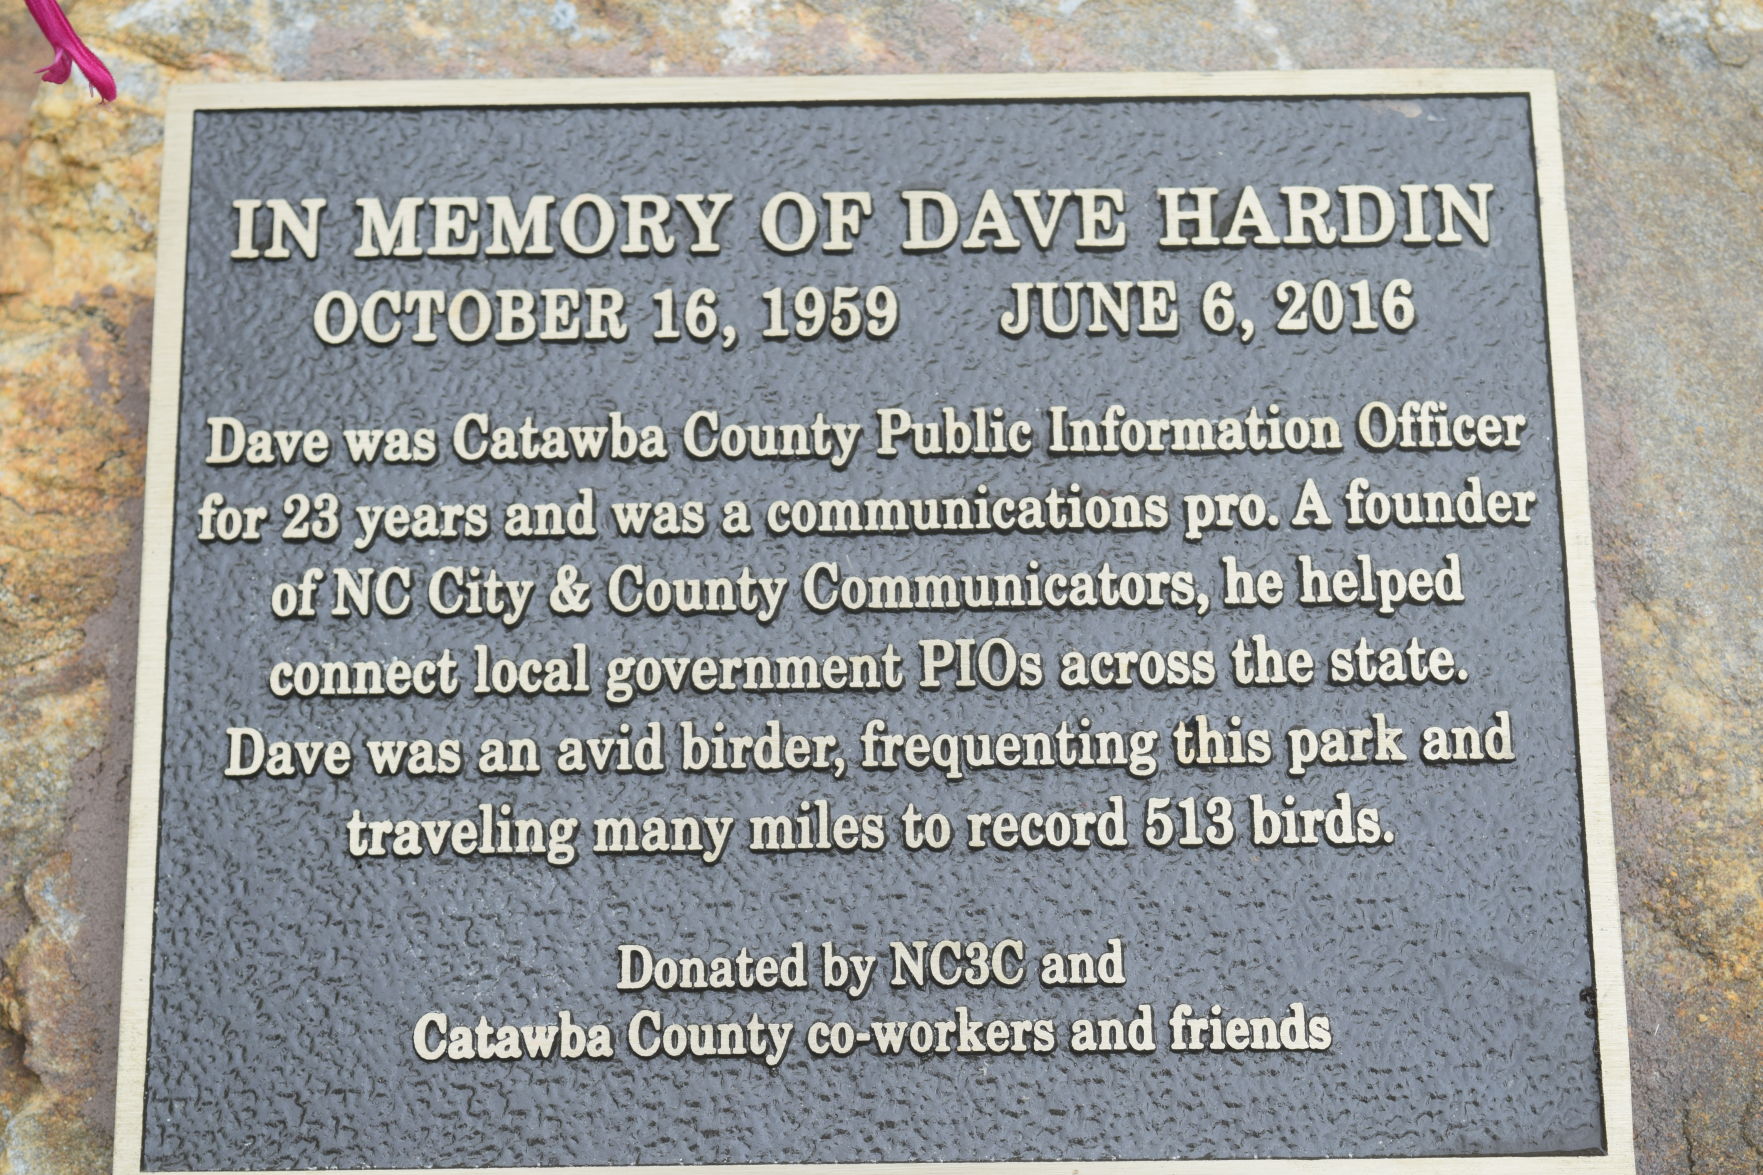 IN MEMORY OF DAVE HARDIN
OCTOBER 16, 1959 JUNE 6, 2016
Dave was Catawba County Public Information Officer
for 23 years and was a communications pro. A founder
of NC City & County Communicators, he helped
connect local government PIOs across the state.
Dave was an avid birder, frequenting this park and
traveling many miles to record 513 birds.
Donated by NC3C and
Catawba County co-workers and friends